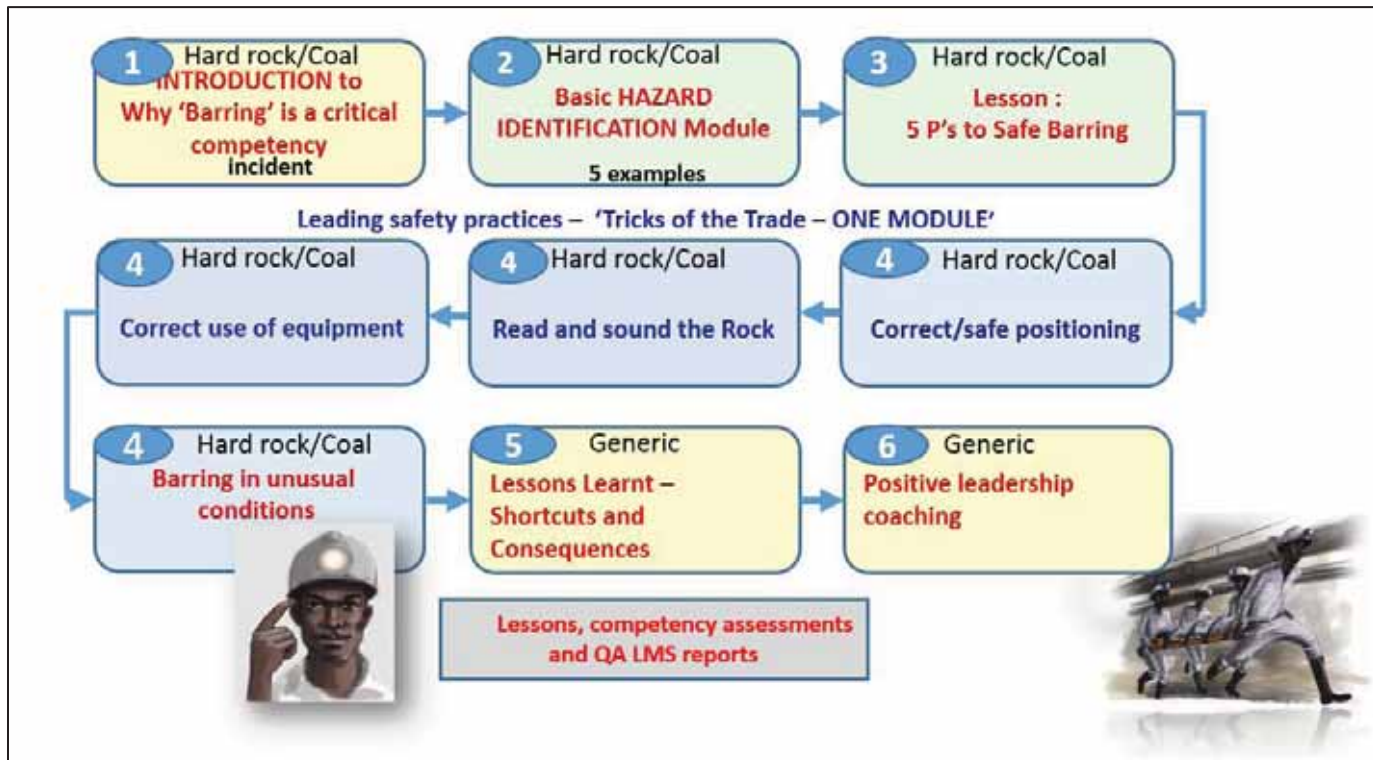 1 Hard rock/Coal
INTRODUCTION to
Why ‘Barring’ is a critical
competency
incident
2 Hard rock/Coal
Basic HAZARD
IDENTIFICATION Module
5 examples
3 Hard rock/Coal
Lesson :
5 P’s to Safe Barring
Leading safety practices – ‘Tricks of the Trade – ONE MODULE’
4 Hard rock/Coal
Correct/safe positioning
4 Hard rock/Coal
Read and sound the Rock
4 Hard rock/Coal
Correct use of equipment
4 Hard rock/Coal
Barring in unusual
conditions
5 Generic
Lessons Learnt –
Shortcuts and
Consequences
6 Generic
Positive leadership
coaching
Lessons, competency assessments
and QA LMS reports